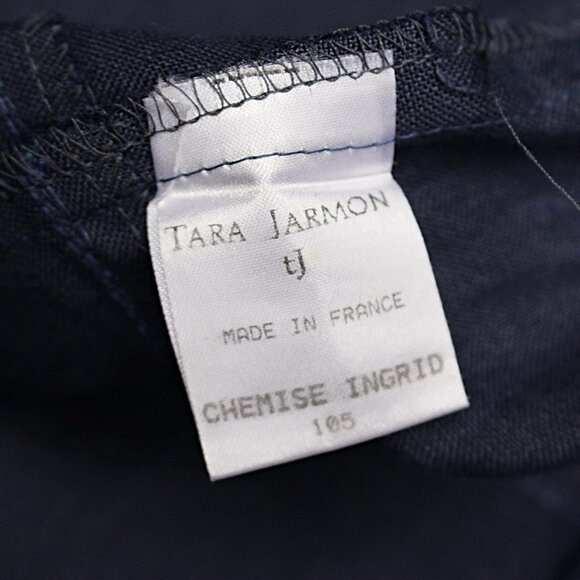 TARA JARMON
tJ
MADE IN FRANCE
CHEMISE INGRID
105